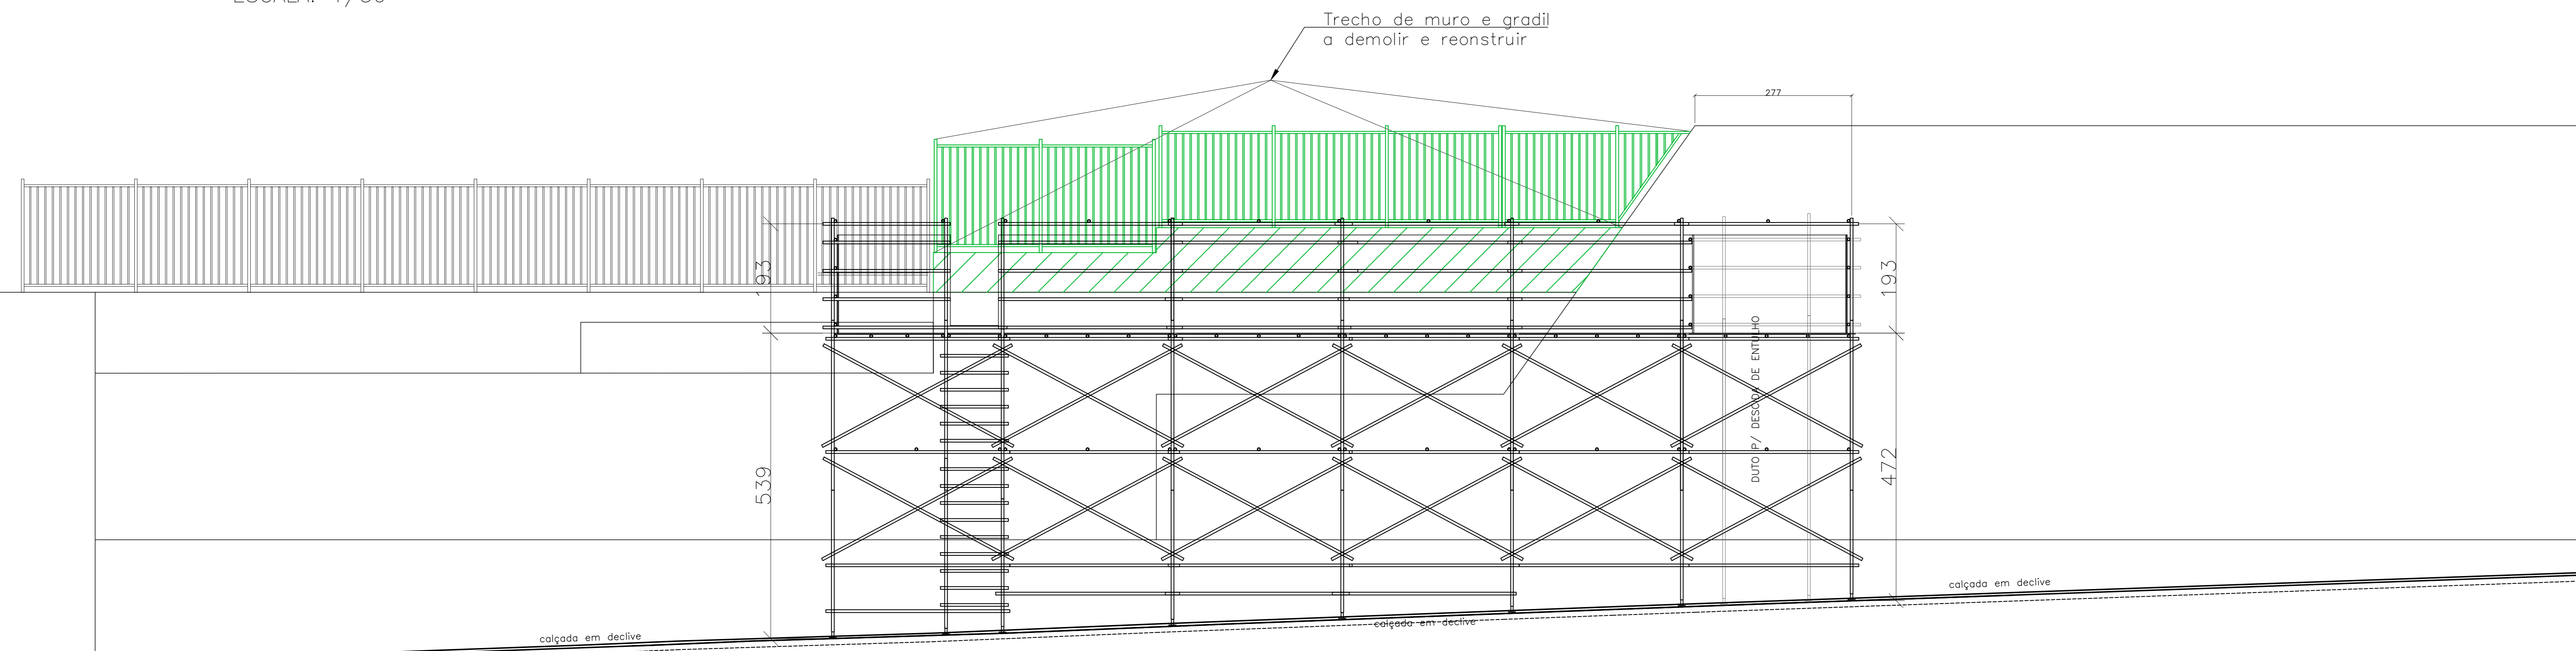 Trecho de muro e gradil
a demolir e reonstruir
277
193
193
DUTO P/ DESCIDA DE ENTULHO
539
472
calçada em declive
calçada em declive
calçada em declive